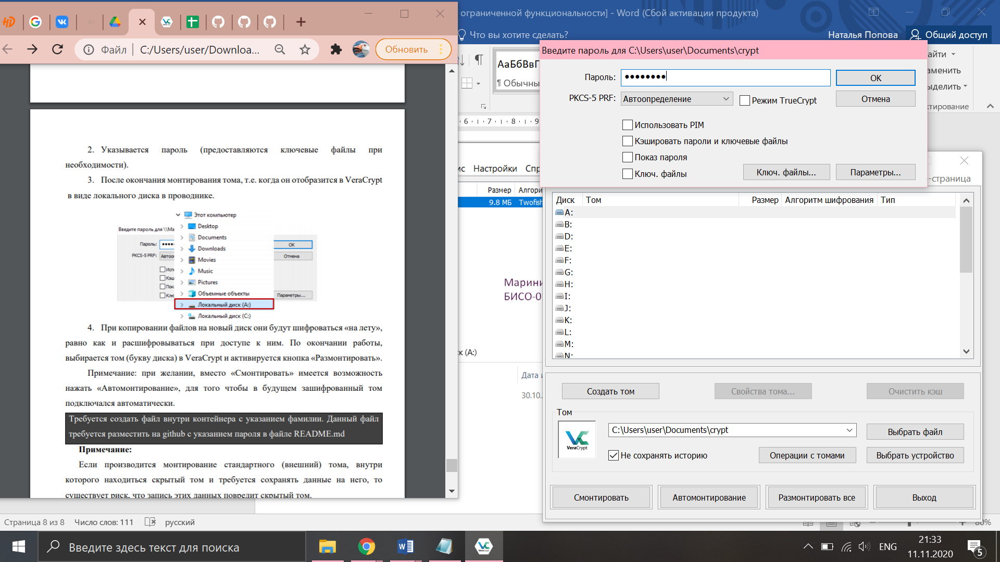 ограниченной функциональности] - Word (Сбой активации продукта)
Что вы хотите сделать?
Наталья Попова
Общий доступ
Файл
C:/Users/user/Downloa...
Обновить
АаБбВвГ
¶ Обычны
айти
аменить
ыделить
ктирование
6 · ı · 7 · ı · 8 · ı · 9
2. Указывается пароль (предоставляются ключевые файлы при
необходимости).
3. После окончания монтирования тома, т.е. когда он отобразится в VeraCrypt
в виде локального диска в проводнике.
Введите пароль для \\Ма
Пароль:
PKCS-5 PRF:
Автоо
Испо
Кэш
Пок
Клю
Этот компьютер
Desktop
Documents
Downloads
Movies
Music
Pictures
Объемные объекты
Локальный диск (A:)
Локальный диск (C:)
OK
Отмена
Параметры...
4. При копировании файлов на новый диск они будут шифроваться «на лету»,
равно как и расшифровываться при доступе к ним. По окончании работы,
выбирается том (букву диска) в VeraCrypt и активируется кнопка «Размонтировать».
Примечание: при желании, вместо «Смонтировать» имеется возможность
нажать «Автомонтирование», для того чтобы в будущем зашифрованный том
подключался автоматически.
Требуется создать файл внутри контейнера с указанием фамилии. Данный файл
требуется разместить на github с указанием пароля в файле README.md
Примечание:
Если производится монтирование стандартного (внешний) тома, внутри
которого находиться скрытый том и требуется сохранять данные на него, то
существует риск, что запись этих данных повредит скрытый том.
ис Настройки Спр
Размер Алгори
9.8 МБ Twofish
Марини
БИСО-0
к (A:)
Дата и
30.10.
Введите пароль для C:\Users\user\Documents\crypt
Пароль: ●●●●●●●●
OK
PKCS-5 PRF: Автоопределение
Режим TrueCrypt
Отмена
Использовать PIM
Кэшировать пароли и ключевые файлы
Показ пароля
Ключ. файлы
Ключ. файлы...
Параметры...
-страница
Диск Том Размер Алгоритм шифрования Тип
A:
B:
D:
E:
F:
G:
H:
I:
J:
K:
L:
M:
N:
Создать том
Свойства тома...
Очистить кэш
Том
VeraCrypt
C:\Users\user\Documents\crypt
Выбрать файл
Не сохранять историю
Операции с томами
Выбрать устройство
Смонтировать
Автомонтирование
Размонтировать все
Выход
Страница 8 из 8 Число слов: 111 русский
80%
Введите здесь текст для поиска
ENG
21:33
11.11.2020
5